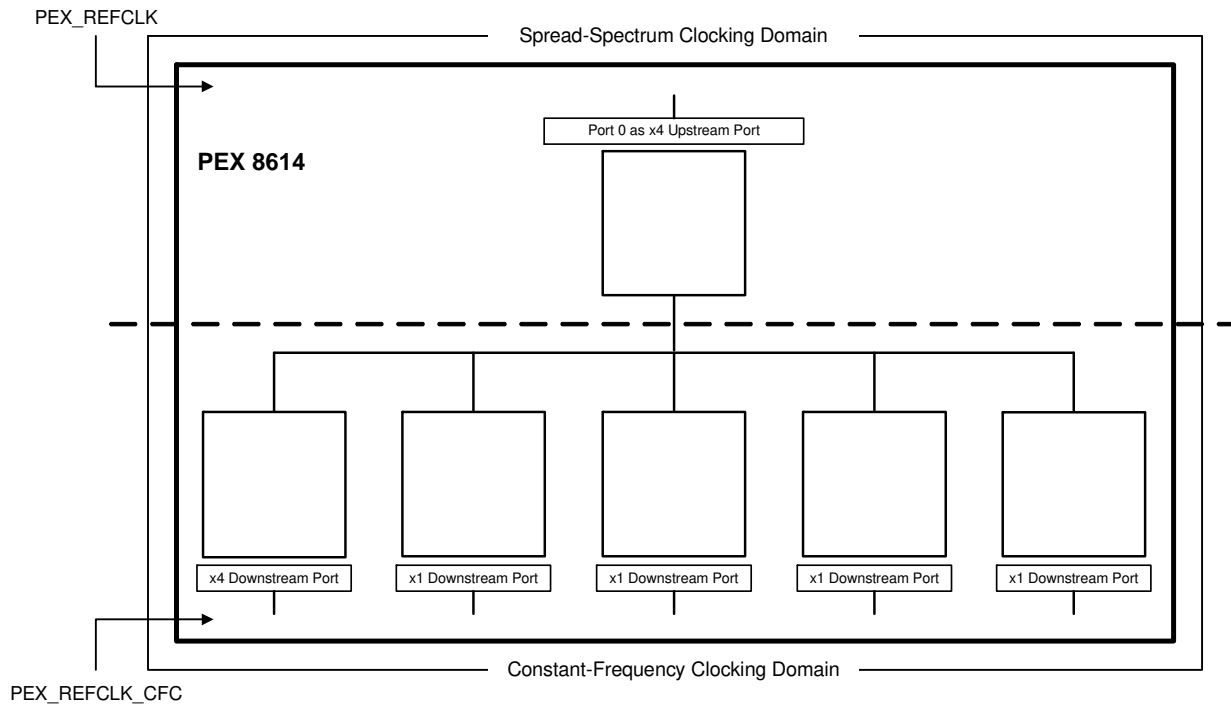 PEX_REFCLK
Spread-Spectrum Clocking Domain
Port 0 as x4 Upstream Port
PEX 8614
x4 Downstream Port
x1 Downstream Port
x1 Downstream Port
x1 Downstream Port
x1 Downstream Port
Constant-Frequency Clocking Domain
PEX_REFCLK_CFC